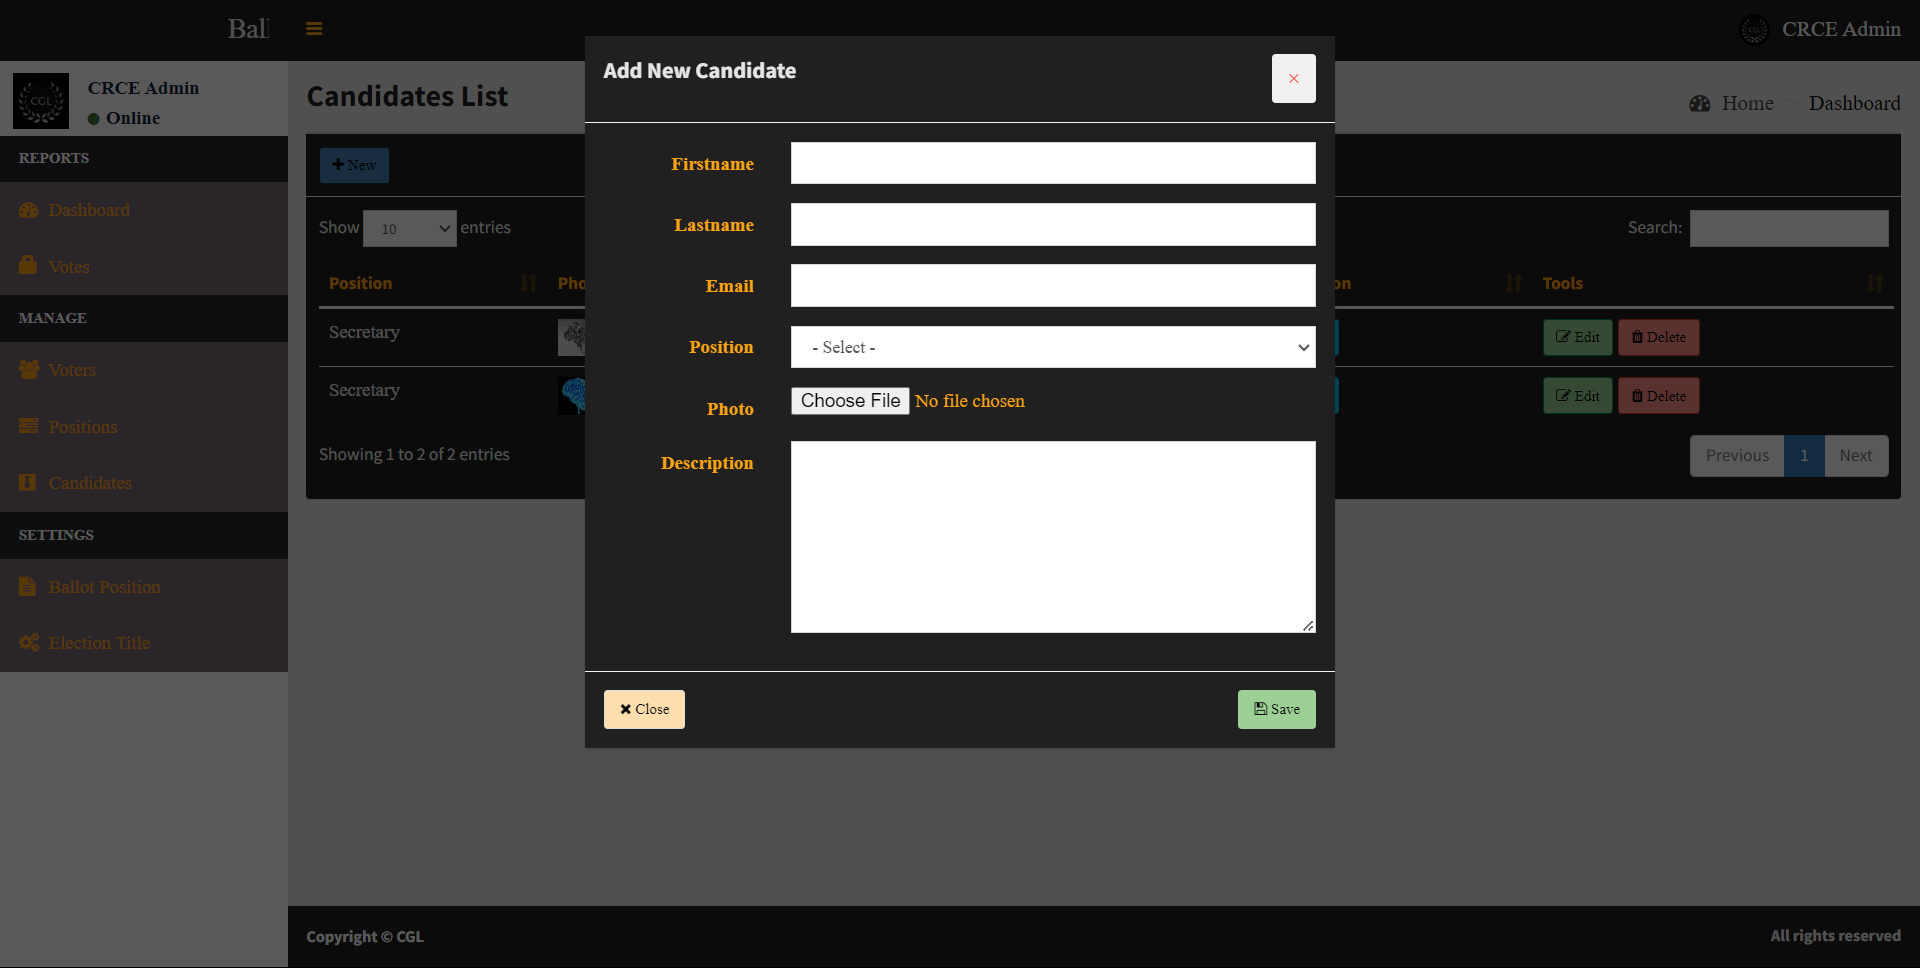 Ball
CRCE Admin
CRCE Admin
Online
CGL
REPORTS
Dashboard
Votes
MANAGE
Voters
Positions
Candidates
SETTINGS
Ballot Position
Election Title
Candidates List
Home > Dashboard
New
Show 10 entries
Search:
Position
Pho
on
Tools
Secretary
Edit Delete
Secretary
Edit Delete
Showing 1 to 2 of 2 entries
Previous 1 Next
Add New Candidate
×
Firstname
Lastname
Email
Position - Select -
Photo Choose File No file chosen
Description
Close
Save
Copyright © CGL
All rights reserved